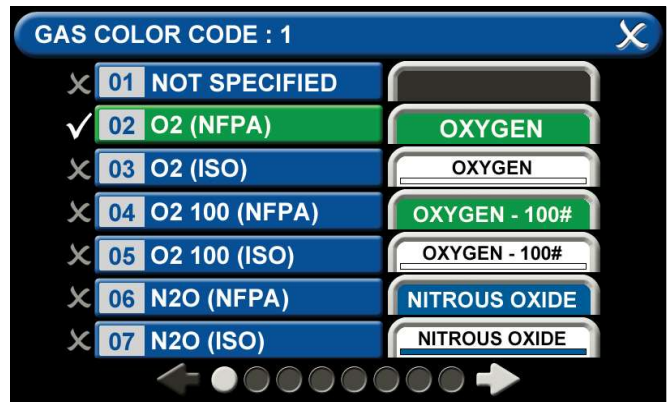 GAS COLOR CODE : 1
01 NOT SPECIFIED
02 O2 (NFPA) OXYGEN
03 O2 (ISO) OXYGEN
04 O2 100 (NFPA) OXYGEN - 100#
05 O2 100 (ISO) OXYGEN - 100#
06 N2O (NFPA) NITROUS OXIDE
07 N2O (ISO) NITROUS OXIDE